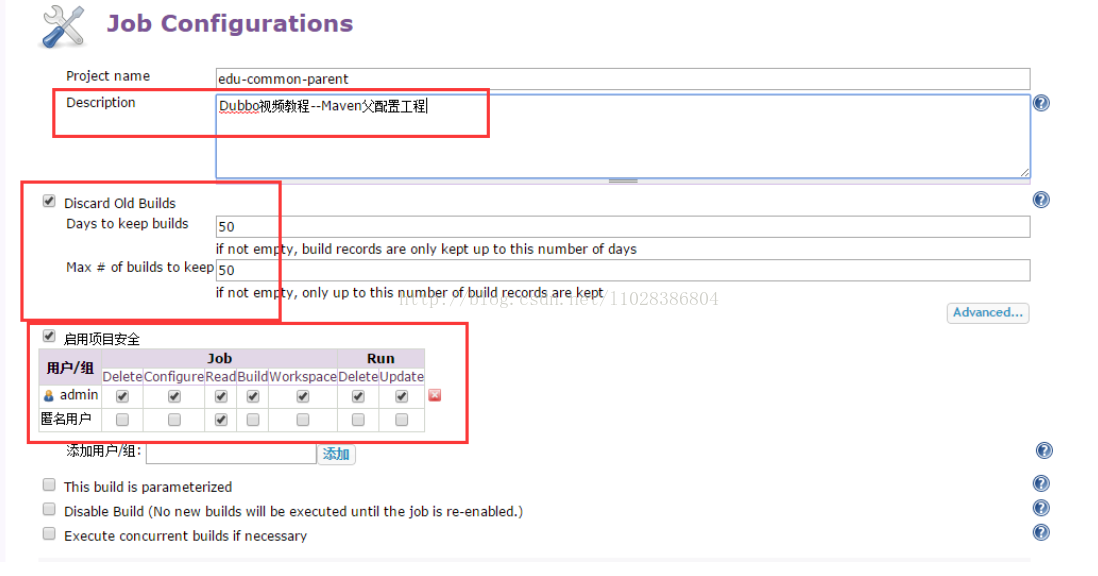 Job Configurations
Project name edu-common-parent
Description Dubbo视频教程--Maven父配置工程
Discard Old Builds
Days to keep builds 50
if not empty, build records are only kept up to this number of days
Max # of builds to keep 50
if not empty, only up to this number of build records are kept
http://blog.csdn.net/11028386804
Advanced...
启用项目安全
用户/组 Job Run
Delete Configure Read Build Workspace Delete Update
admin
匿名用户
添加用户/组: 添加
This build is parameterized
Disable Build (No new builds will be executed until the job is re-enabled.)
Execute concurrent builds if necessary